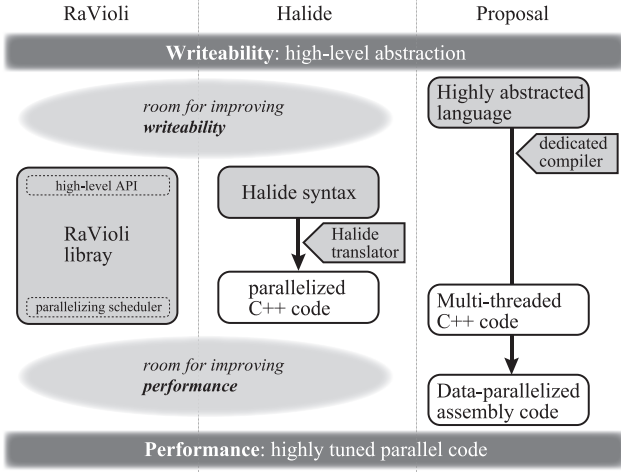 RaVioli
Halide
Proposal
Writeability: high-level abstraction
room for improving
writeability
Highly abstracted
language
dedicated
compiler
high-level API
RaVioli
libray
parallelizing scheduler
Halide syntax
Halide
translator
parallelized
C++ code
Multi-threaded
C++ code
room for improving
performance
Data-parallelized
assembly code
Performance: highly tuned parallel code